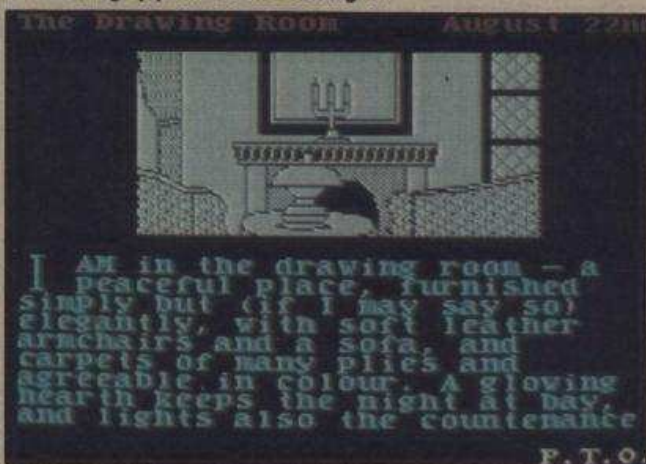 The Drawing Room August 22nd
I AM in the drawing room — a
peaceful place, furnished
simply but (if I may say so)
elegantly, with soft leather
armchairs and a sofa, and
carpets of many plies and
agreeable in colour. A glowing
hearth keeps the night at bay,
and lights also the countenance
P.T.O.